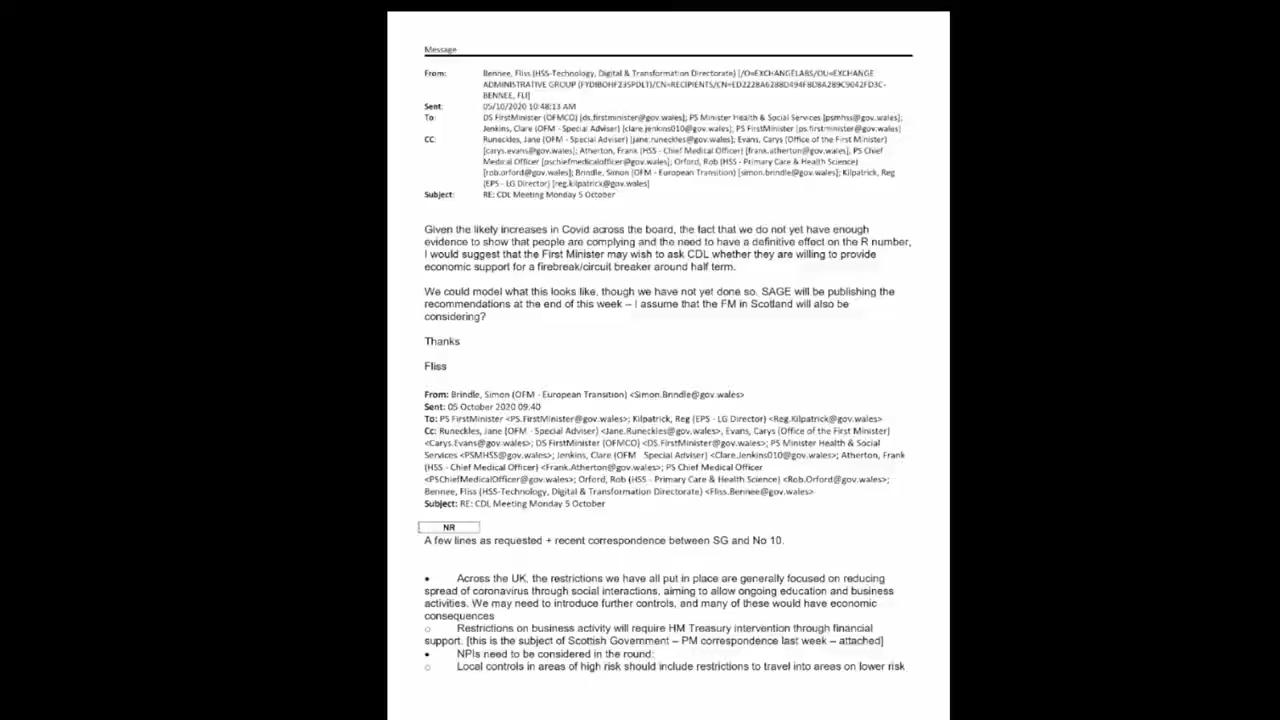 Message
From: Bennee, Fliss (HSS-Technology, Digital & Transformation Directorate) [/O=EXCHANGELABS/OU=EXCHANGE
ADMINISTRATIVE GROUP (FYDIBOHF23SPDLT)/CN=RECIPIENTS/CN=ED2228A6288D494F8D8A289C9042FD3C-
BENNEE, FLI]
Sent: 05/10/2020 10:48:13 AM
To: DS FirstMinister (OFMCO) [ds.firstminister@gov.wales]; PS Minister Health & Social Services [psmhss@gov.wales];
Jenkins, Clare (OFM - Special Adviser) [clare.jenkins010@gov.wales]; PS FirstMinister [ps.firstminister@gov.wales]
CC: Runeckles, Jane (OFM - Special Adviser) [jane.runeckles@gov.wales]; Evans, Carys (Office of the First Minister)
[carys.evans@gov.wales]; Atherton, Frank (HSS - Chief Medical Officer) [frank.atherton@gov.wales]; PS Chief
Medical Officer [pschiefmedicalofficer@gov.wales]; Orford, Rob (HSS - Primary Care & Health Science)
[rob.orford@gov.wales]; Brindle, Simon (OFM - European Transition) [simon.brindle@gov.wales]; Kilpatrick, Reg
(EPS - LG Director) [reg.kilpatrick@gov.wales]
Subject: RE: CDL Meeting Monday 5 October
Given the likely increases in Covid across the board, the fact that we do not yet have enough
evidence to show that people are complying and the need to have a definitive effect on the R number,
I would suggest that the First Minister may wish to ask CDL whether they are willing to provide
economic support for a firebreak/circuit breaker around half term.
We could model what this looks like, though we have not yet done so. SAGE will be publishing the
recommendations at the end of this week – I assume that the FM in Scotland will also be
considering?
Thanks
Fliss
From: Brindle, Simon (OFM - European Transition) <Simon.Brindle@gov.wales>
Sent: 05 October 2020 09:40
To: PS FirstMinister <PS.FirstMinister@gov.wales>; Kilpatrick, Reg (EPS - LG Director) <Reg.Kilpatrick@gov.wales>
Cc: Runeckles, Jane (OFM - Special Adviser) <Jane.Runeckles@gov.wales>, Evans, Carys (Office of the First Minister)
<Carys.Evans@gov.wales>; DS FirstMinister (OFMCO) <DS.FirstMinister@gov.wales>; PS Minister Health & Social
Services <PSMHSS@gov.wales>; Jenkins, Clare (OFM Special Adviser) <Clare.Jenkins010@gov.wales>; Atherton, Frank
(HSS - Chief Medical Officer) <Frank.Atherton@gov.wales>; PS Chief Medical Officer
<PSChiefMedicalOfficer@gov.wales>; Orford, Rob (HSS - Primary Care & Health Science) <Rob.Orford@gov.wales>;
Bennee, Fliss (HSS-Technology, Digital & Transformation Directorate) <Fliss.Bennee@gov.wales>
Subject: RE: CDL Meeting Monday 5 October
NR
A few lines as requested + recent correspondence between SG and No 10.
• Across the UK, the restrictions we have all put in place are generally focused on reducing
spread of coronavirus through social interactions, aiming to allow ongoing education and business
activities. We may need to introduce further controls, and many of these would have economic
consequences
○ Restrictions on business activity will require HM Treasury intervention through financial
support. [this is the subject of Scottish Government – PM correspondence last week – attached]
• NPIs need to be considered in the round:
○ Local controls in areas of high risk should include restrictions to travel into areas on lower risk